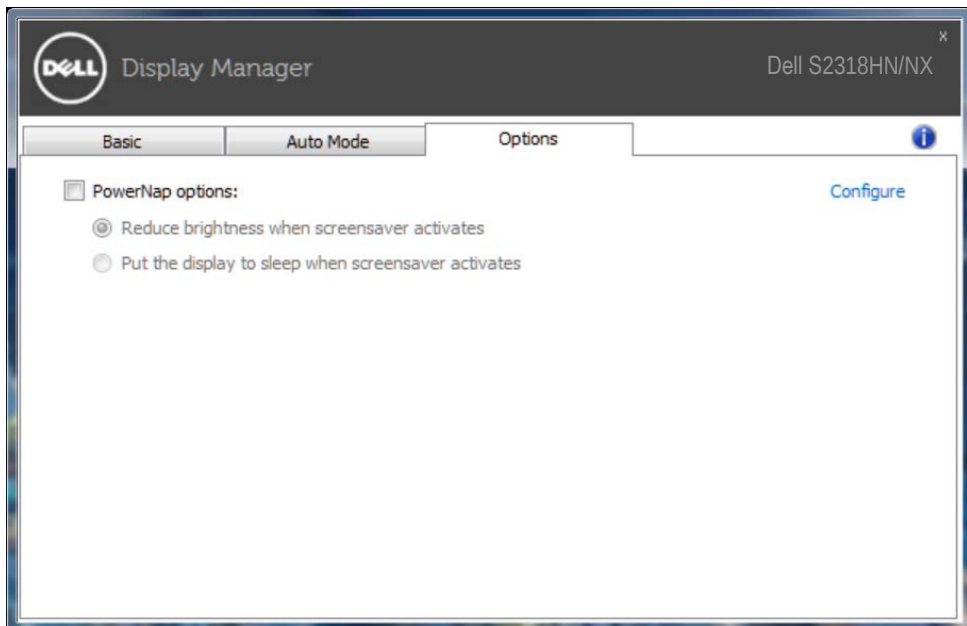 x
DELL Display Manager Dell S2318HN/NX
Basic Auto Mode Options i
PowerNap options: Configure
Reduce brightness when screensaver activates
Put the display to sleep when screensaver activates